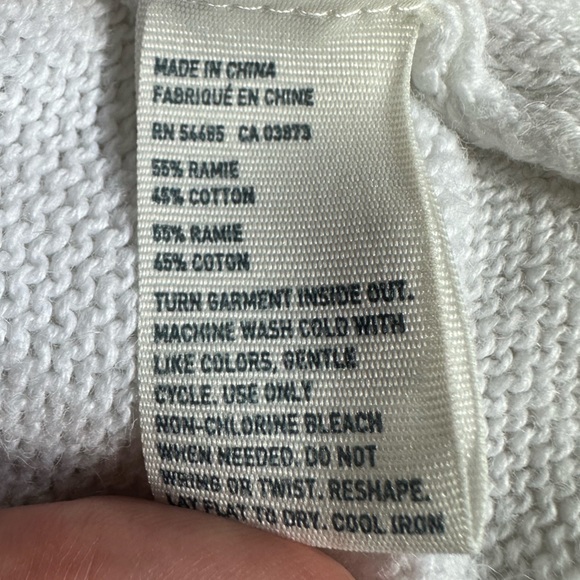 MADE IN CHINA
FABRIQUÉ EN CHINE
RN 54485 CA 03873
55% RAMIE
45% COTTON
55% RAMIE
45% COTON
TURN GARMENT INSIDE OUT.
MACHINE WASH COLD WITH
LIKE COLORS, GENTLE
CYCLE. USE ONLY
NON-CHLORINE BLEACH
WHEN NEEDED. DO NOT
WRING OR TWIST. RESHAPE.
LAY FLAT TO DRY. COOL IRON